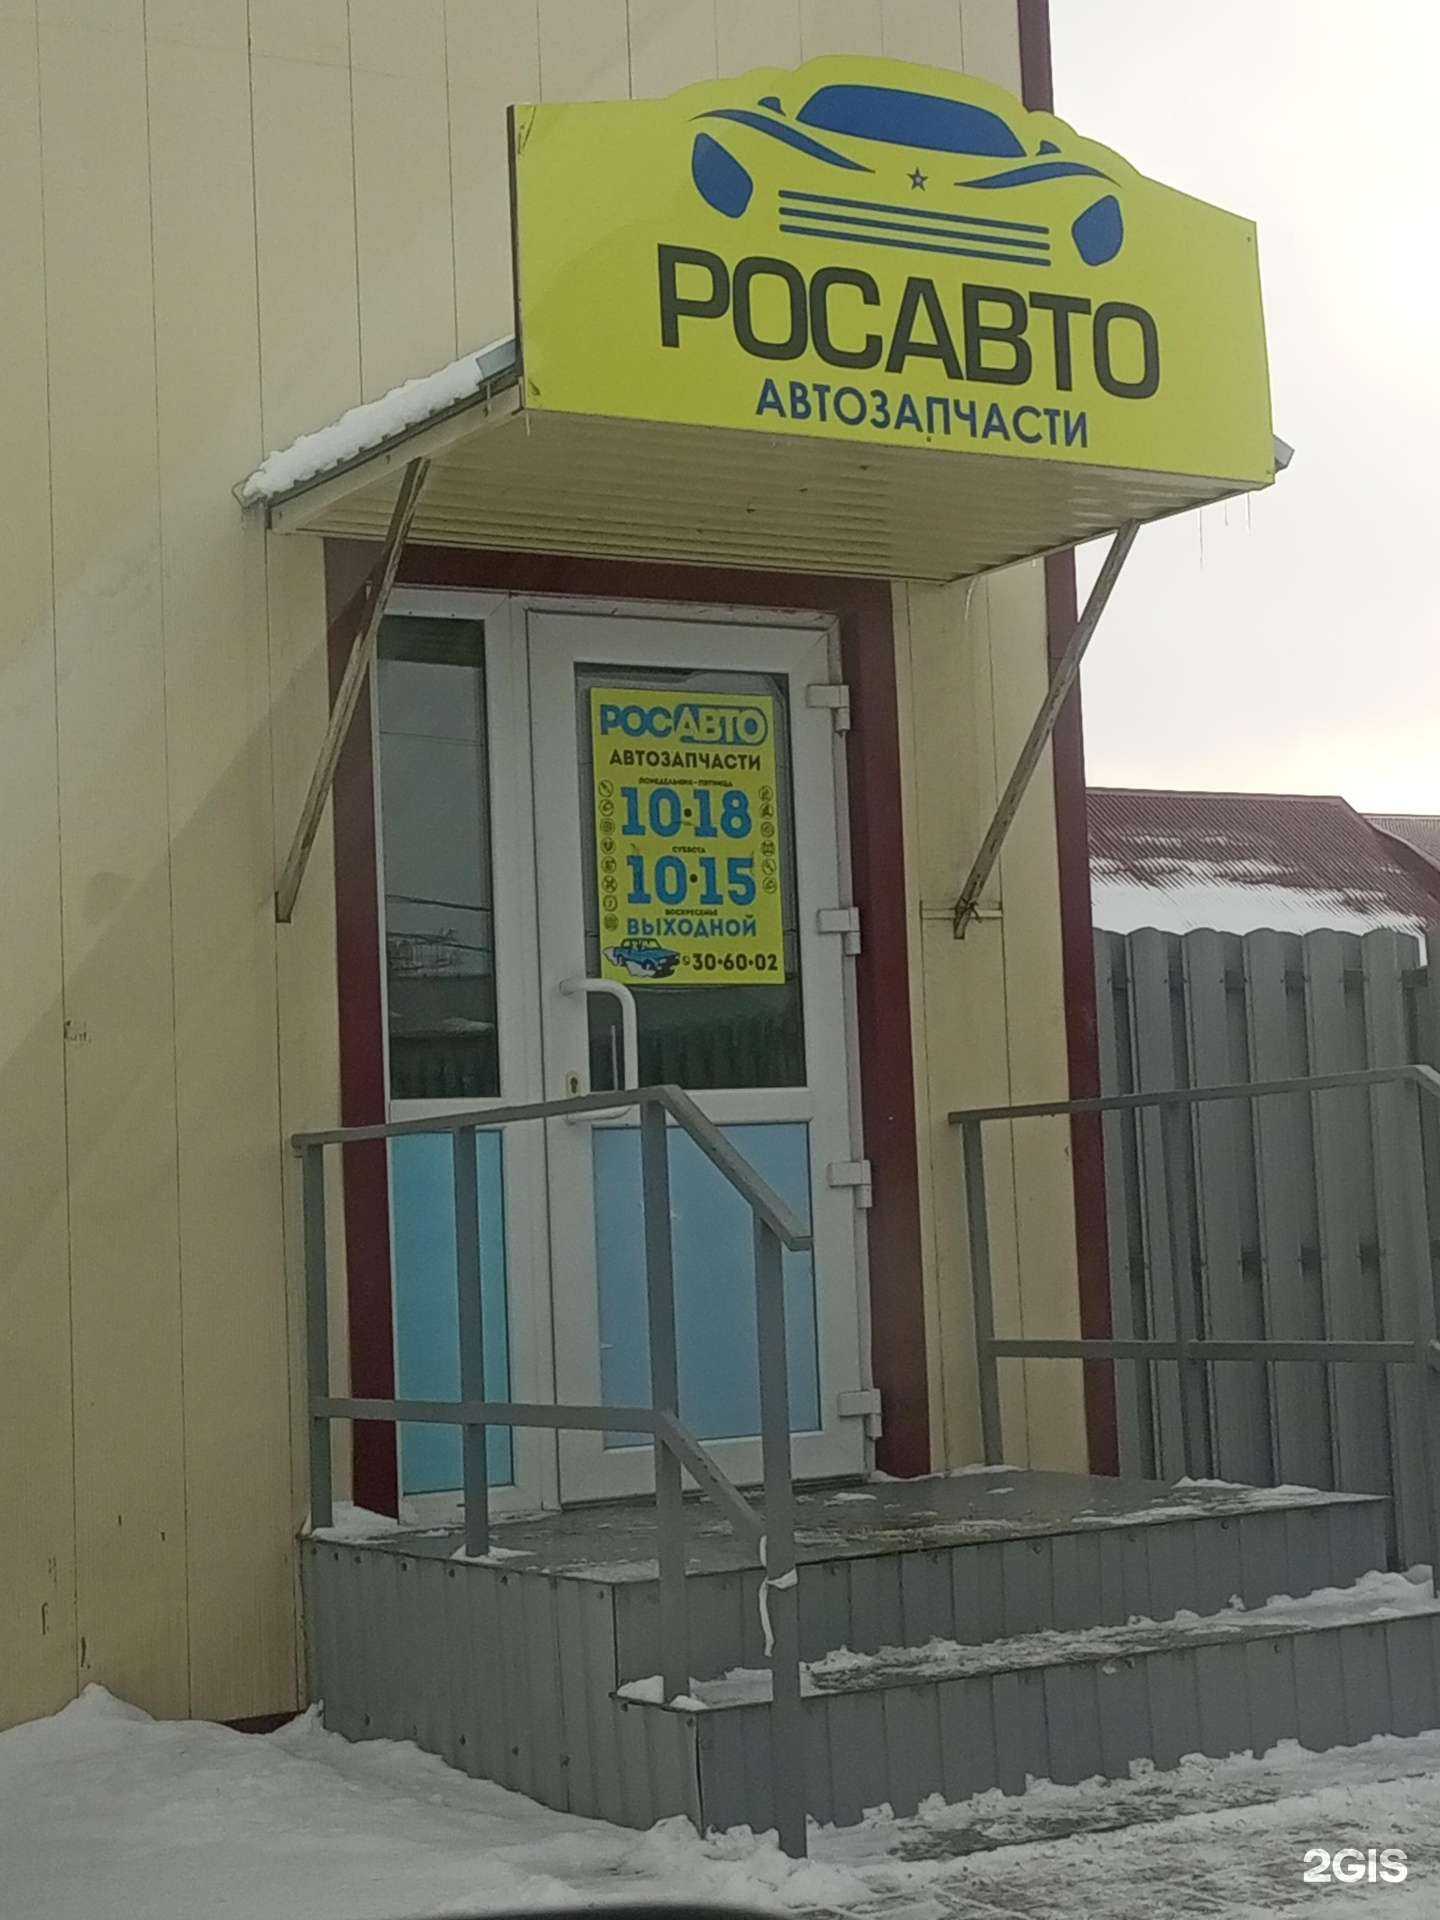 РОСАВТО
АВТОЗАПЧАСТИ
РОСАВТО
АВТОЗАПЧАСТИ
ПОНЕДЕЛЬНИК-ПЯТНИЦА
10·18
СУББОТА
10·15
ВОСКРЕСЕНЬЕ
ВЫХОДНОЙ
30·60·02
2GIS